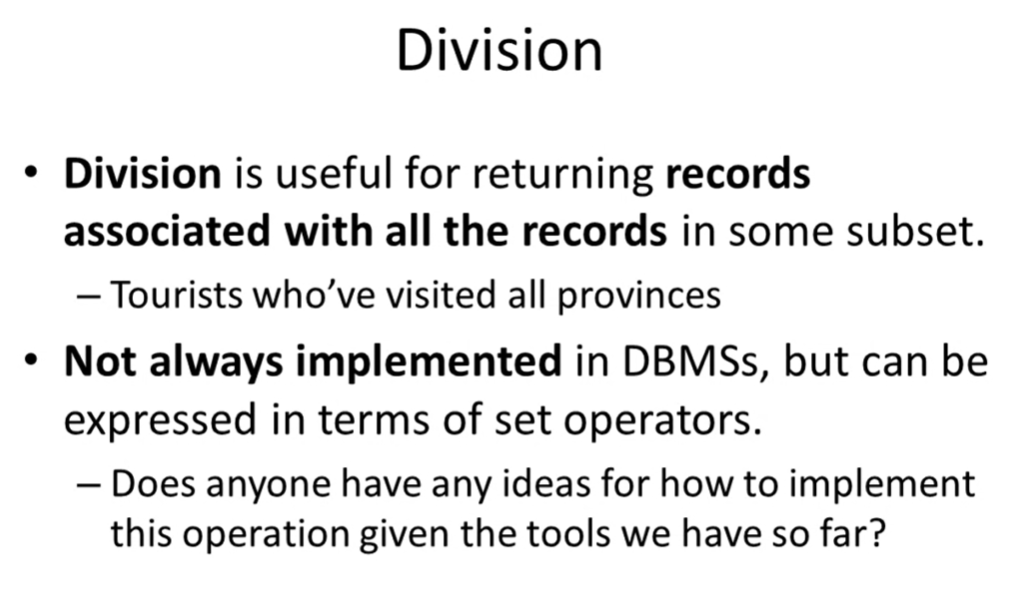 Division
• Division is useful for returning records
associated with all the records in some subset.
– Tourists who’ve visited all provinces
• Not always implemented in DBMSs, but can be
expressed in terms of set operators.
– Does anyone have any ideas for how to implement
this operation given the tools we have so far?